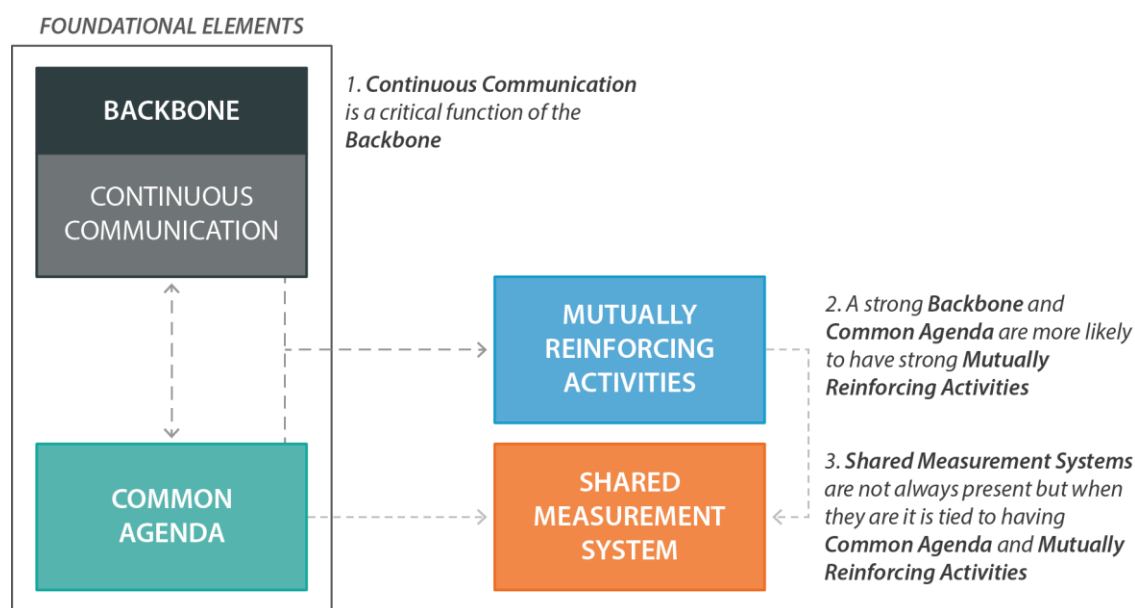 FOUNDATIONAL ELEMENTS
BACKBONE
CONTINUOUS
COMMUNICATION
1. Continuous Communication
is a critical function of the
Backbone
MUTUALLY
REINFORCING
ACTIVITIES
2. A strong Backbone and
Common Agenda are more likely
to have strong Mutually
Reinforcing Activities
COMMON
AGENDA
SHARED
MEASUREMENT
SYSTEM
3. Shared Measurement Systems
are not always present but when
they are it is tied to having
Common Agenda and Mutually
Reinforcing Activities